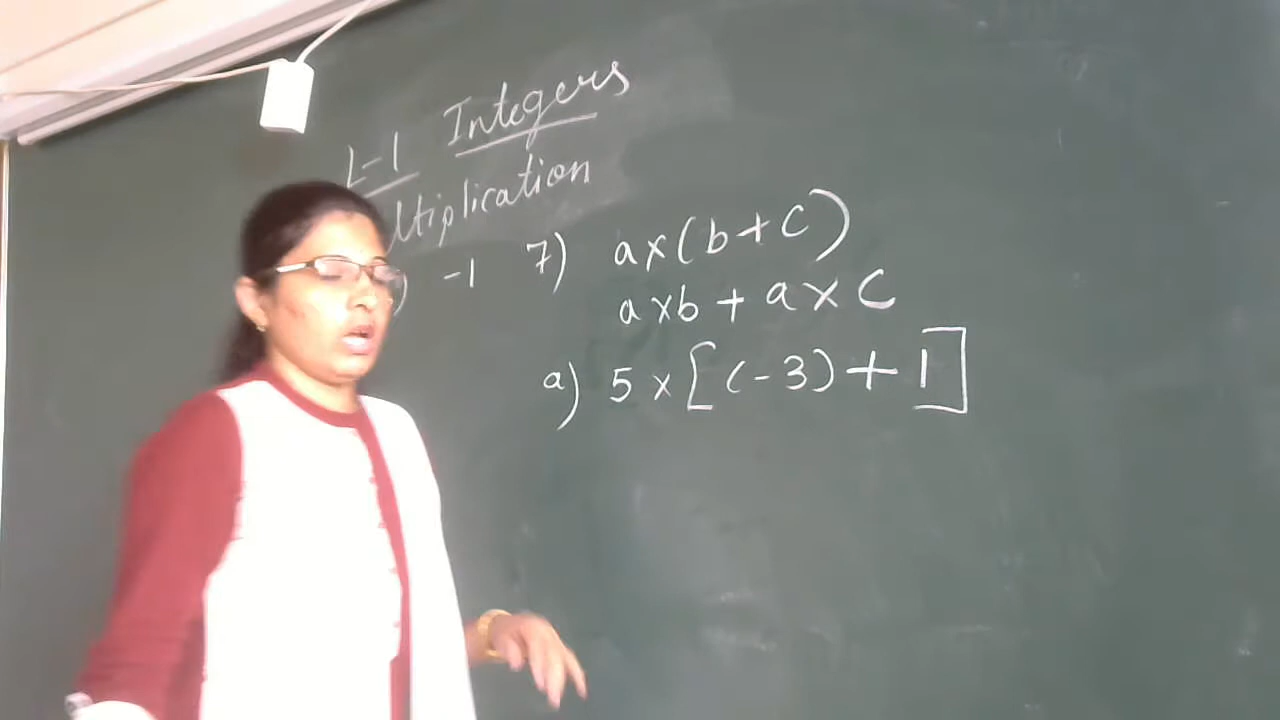 L-1 Integers
ltiplication
) -1
7) a×(b+c)
a×b + a×c
a) 5×[(-3)+1]